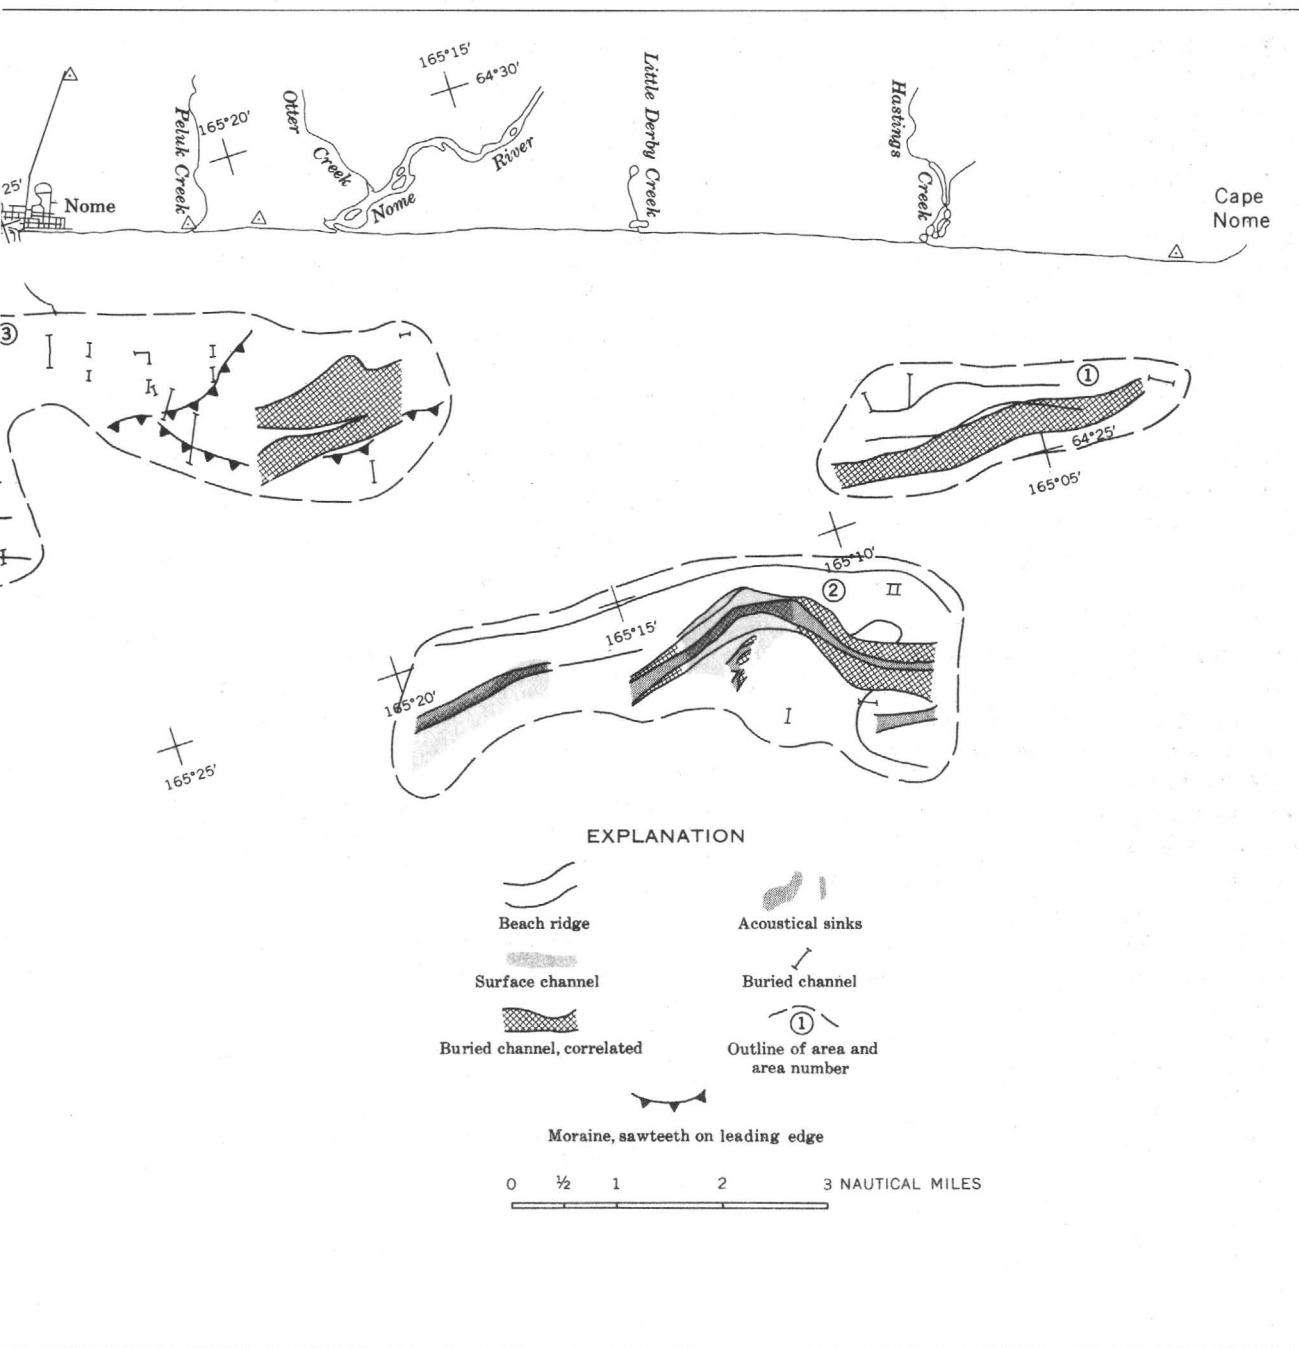 165°15′
64°30′
Little Derby Creek
Hastings
Creek
Otter
Creek
Peluk Creek
165°20′
River
Nome
25′
Nome
Cape
Nome
3
1
64°25′
165°05′
165°10′
2
II
165°15′
165°20′
I
165°25′
EXPLANATION
Beach ridge
Acoustical sinks
Surface channel
Buried channel
1
Buried channel, correlated
Outline of area and
area number
Moraine, sawteeth on leading edge
0 ½ 1 2 3 NAUTICAL MILES